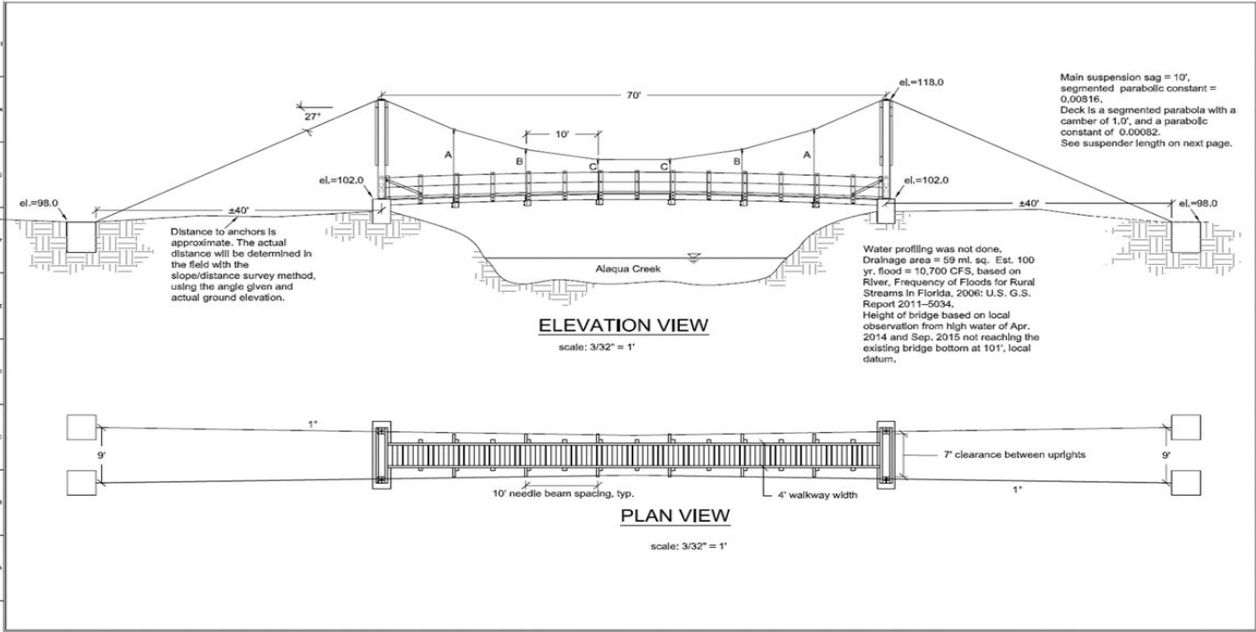 el.=118.0
Main suspension sag = 10',
segmented parabolic constant =
0.00816.
Deck is a segmented parabola with a
camber of 1.0', and a parabolic
constant of 0.00082.
See suspender length on next page.
70'
27°
10'
A
B
C
C
B
A
el.=102.0
el.=102.0
el.=98.0
±40'
±40'
el.=98.0
Distance to anchors is
approximate. The actual
distance will be determined in
the field with the
slope/distance survey method,
using the angle given and
actual ground elevation.
Alaqua Creek
Water profiling was not done.
Drainage area = 59 mi. sq. Est. 100
yr. flood = 10,700 CFS, based on
River, Frequency of Floods for Rural
Streams in Florida, 2006: U.S. G.S.
Report 2011–5034.
Height of bridge based on local
observation from high water of Apr.
2014 and Sep. 2015 not reaching the
existing bridge bottom at 101', local
datum.
ELEVATION VIEW
scale: 3/32" = 1'
1"
9'
7' clearance between uprights
9'
10' needle beam spacing, typ.
4' walkway width
1"
PLAN VIEW
scale: 3/32" = 1'